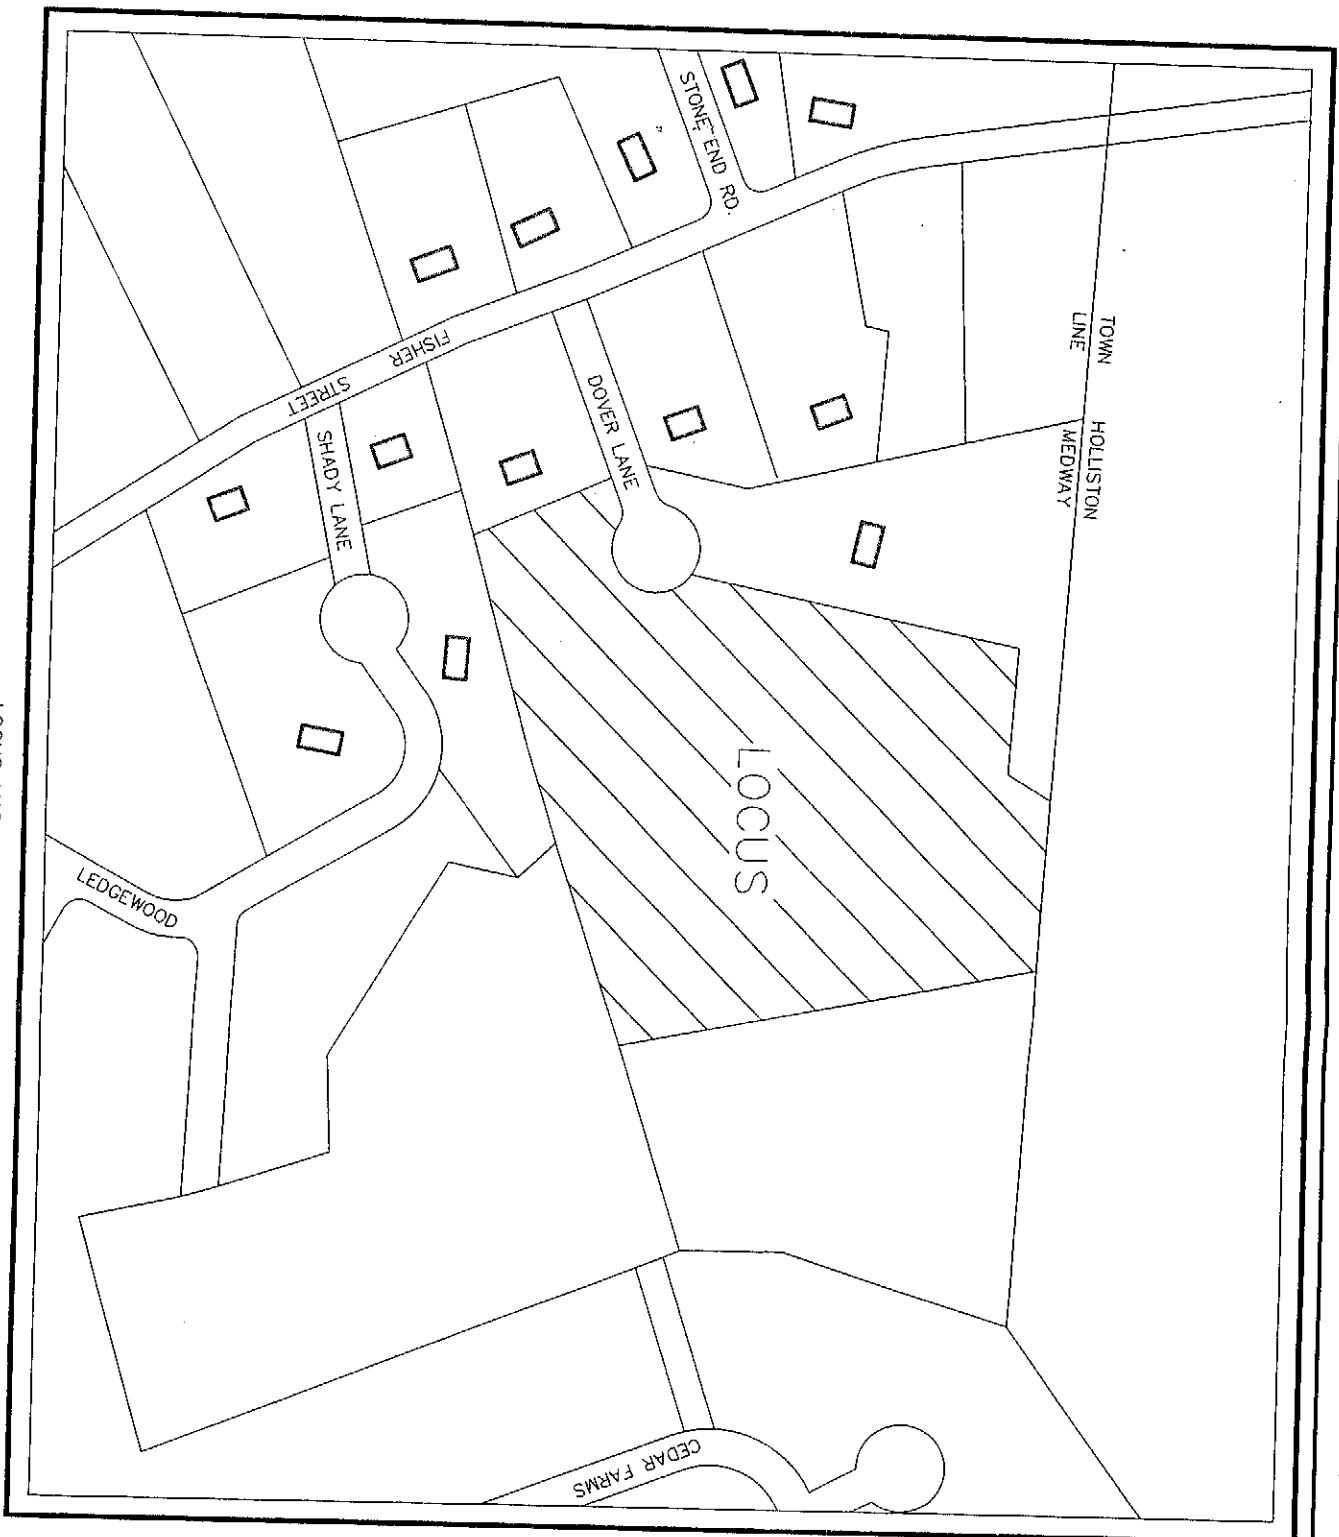 STONE END RD.
TOWN
LINE
HOLLISTON
MEDWAY
FISHER
STREET
DOVER LANE
SHADY LANE
LOCUS
LEDGEWOOD
CEDAR FARMS